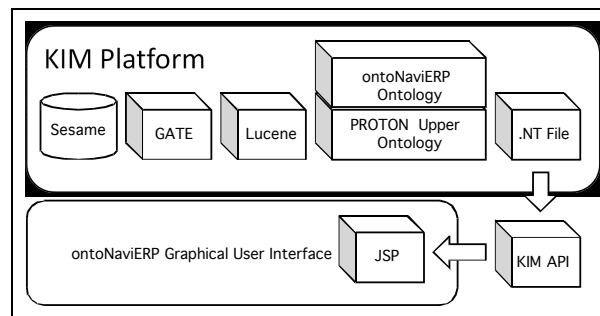 KIM Platform
ontoNaviERP
Ontology
Sesame
GATE
Lucene
PROTON Upper
Ontology
.NT File
ontoNaviERP Graphical User Interface
JSP
KIM API